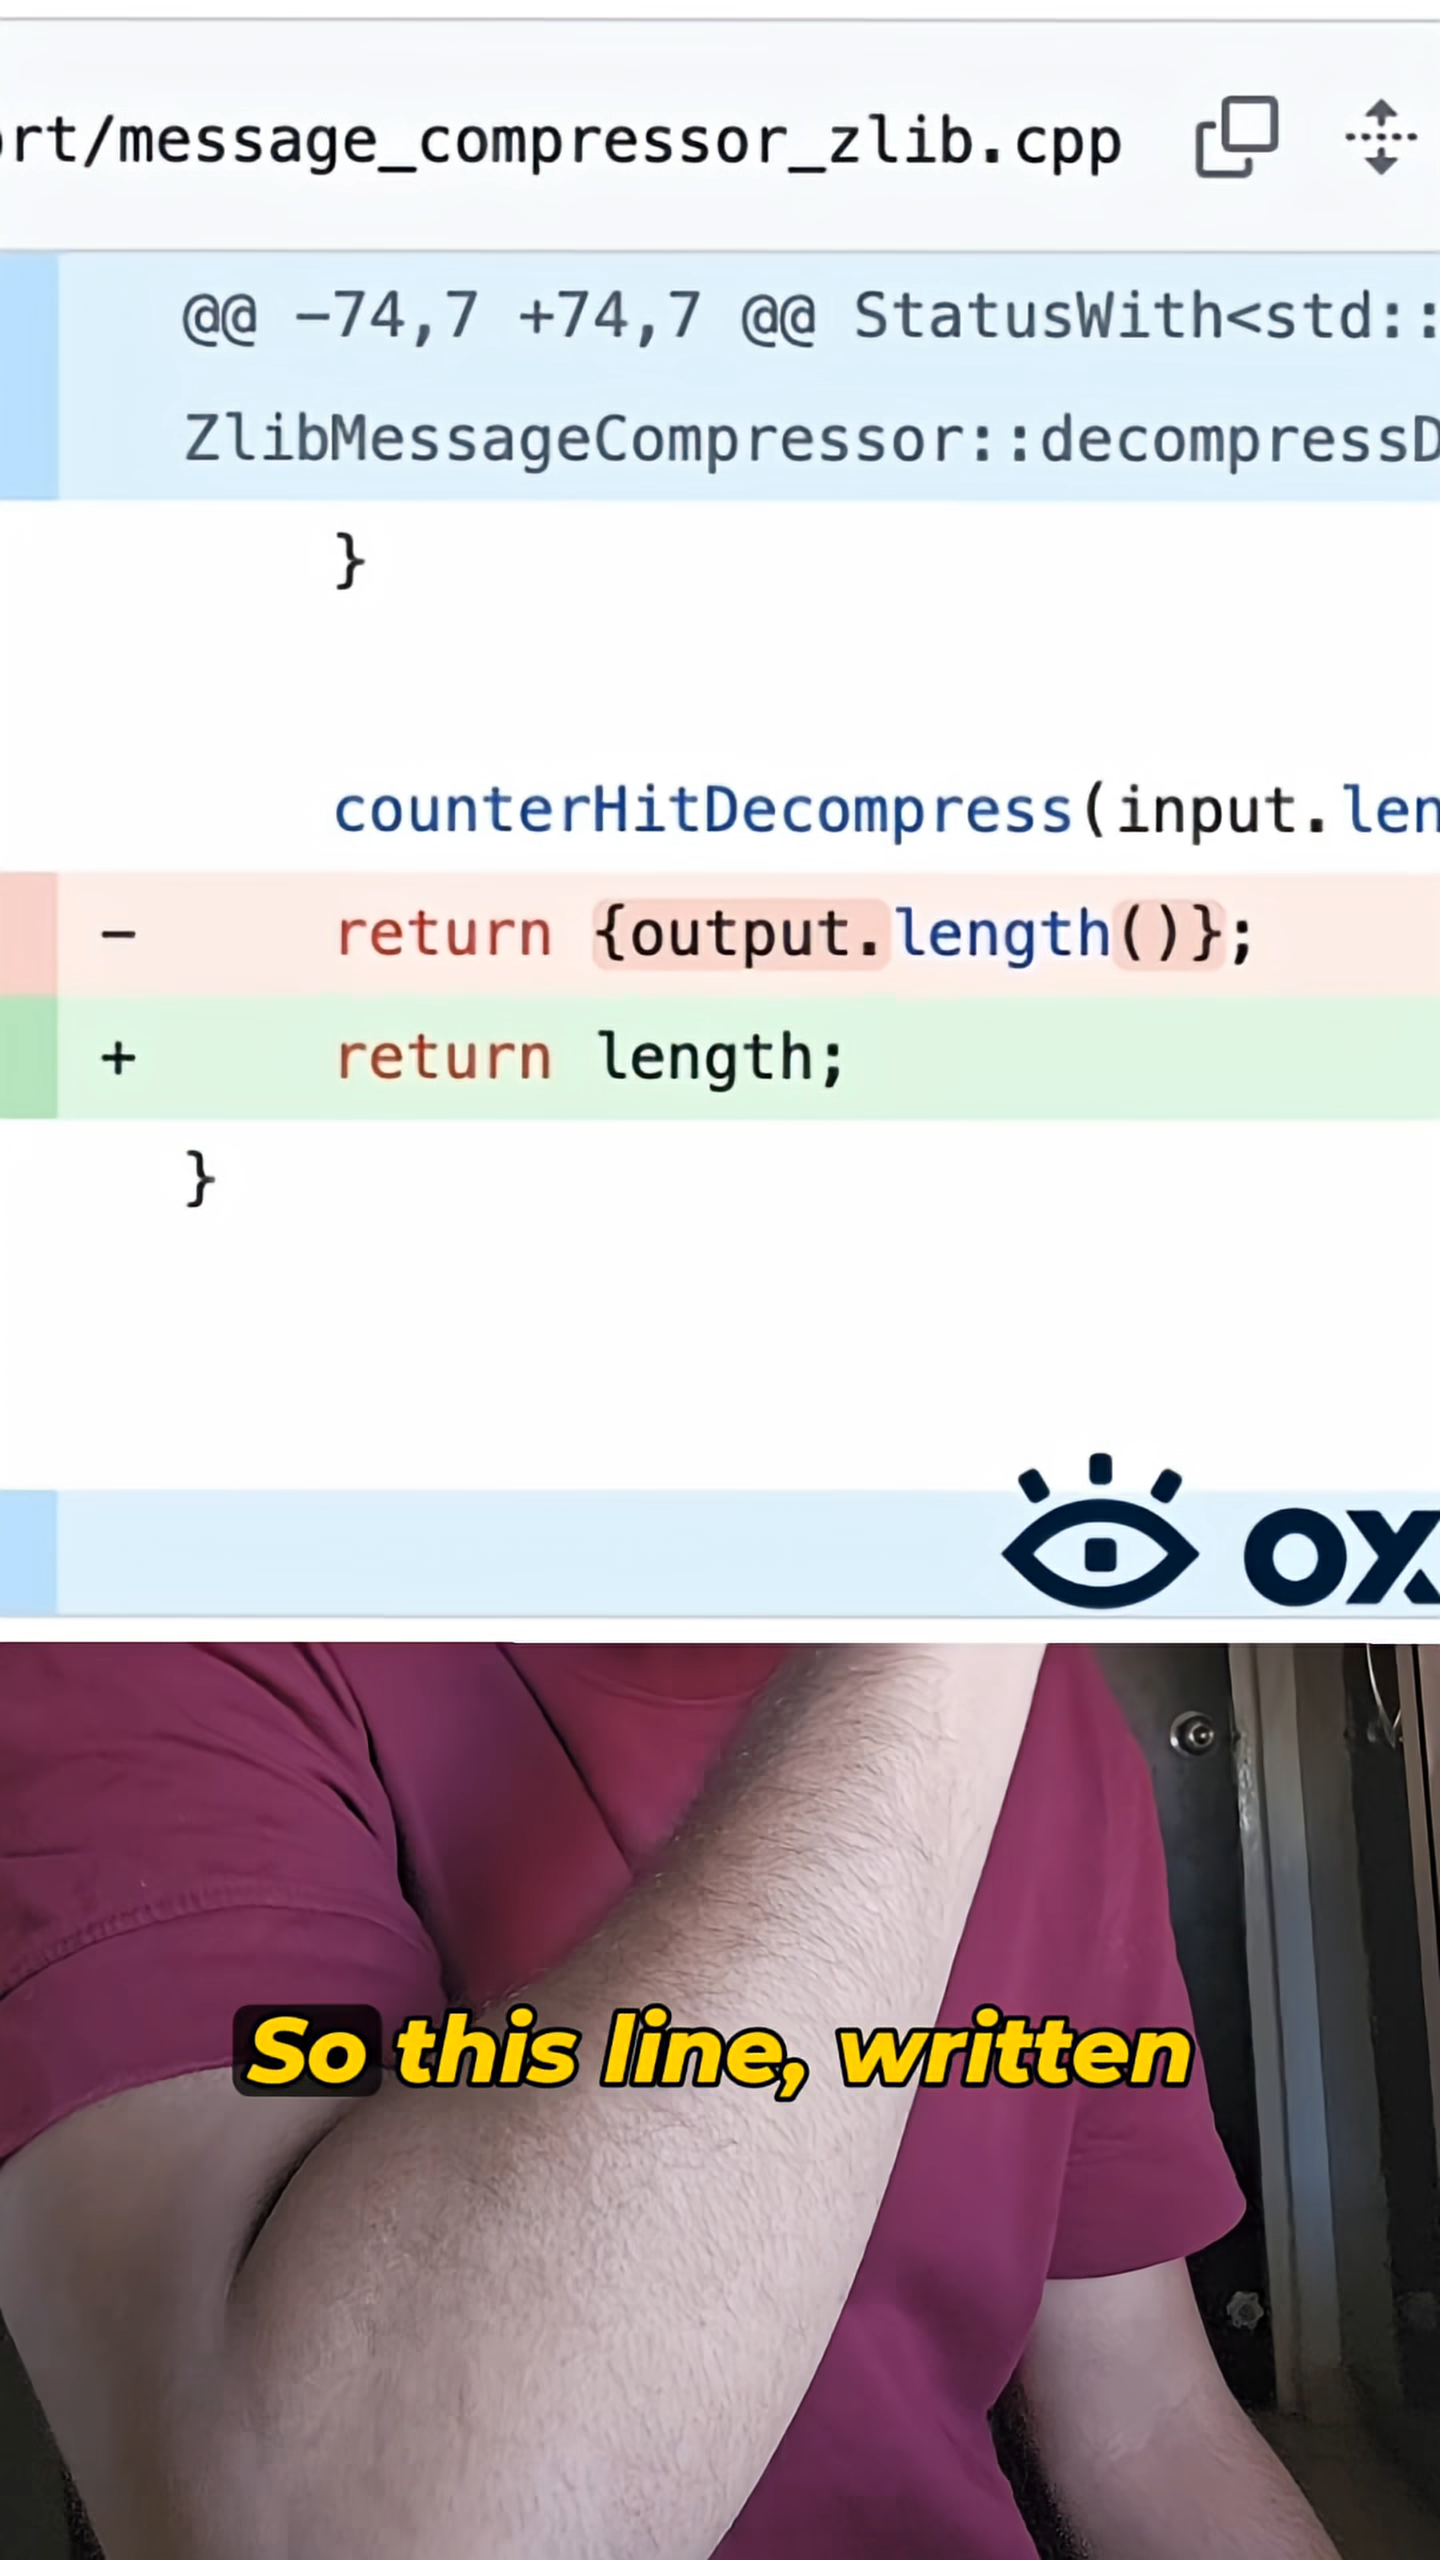 rt/message_compressor_zlib.cpp
@@ -74,7 +74,7 @@ StatusWith<std::
ZlibMessageCompressor::decompressD
}
counterHitDecompress(input.len
- return {output.length()};
+ return length;
}
OX
So this line, written